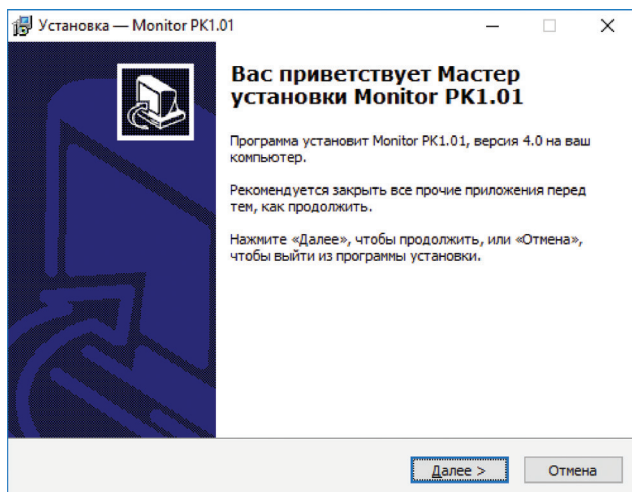 Установка — Monitor PK1.01
Вас приветствует Мастер
установки Monitor PK1.01
Программа установит Monitor PK1.01, версия 4.0 на ваш
компьютер.
Рекомендуется закрыть все прочие приложения перед
тем, как продолжить.
Нажмите «Далее», чтобы продолжить, или «Отмена»,
чтобы выйти из программы установки.
Далее >
Отмена